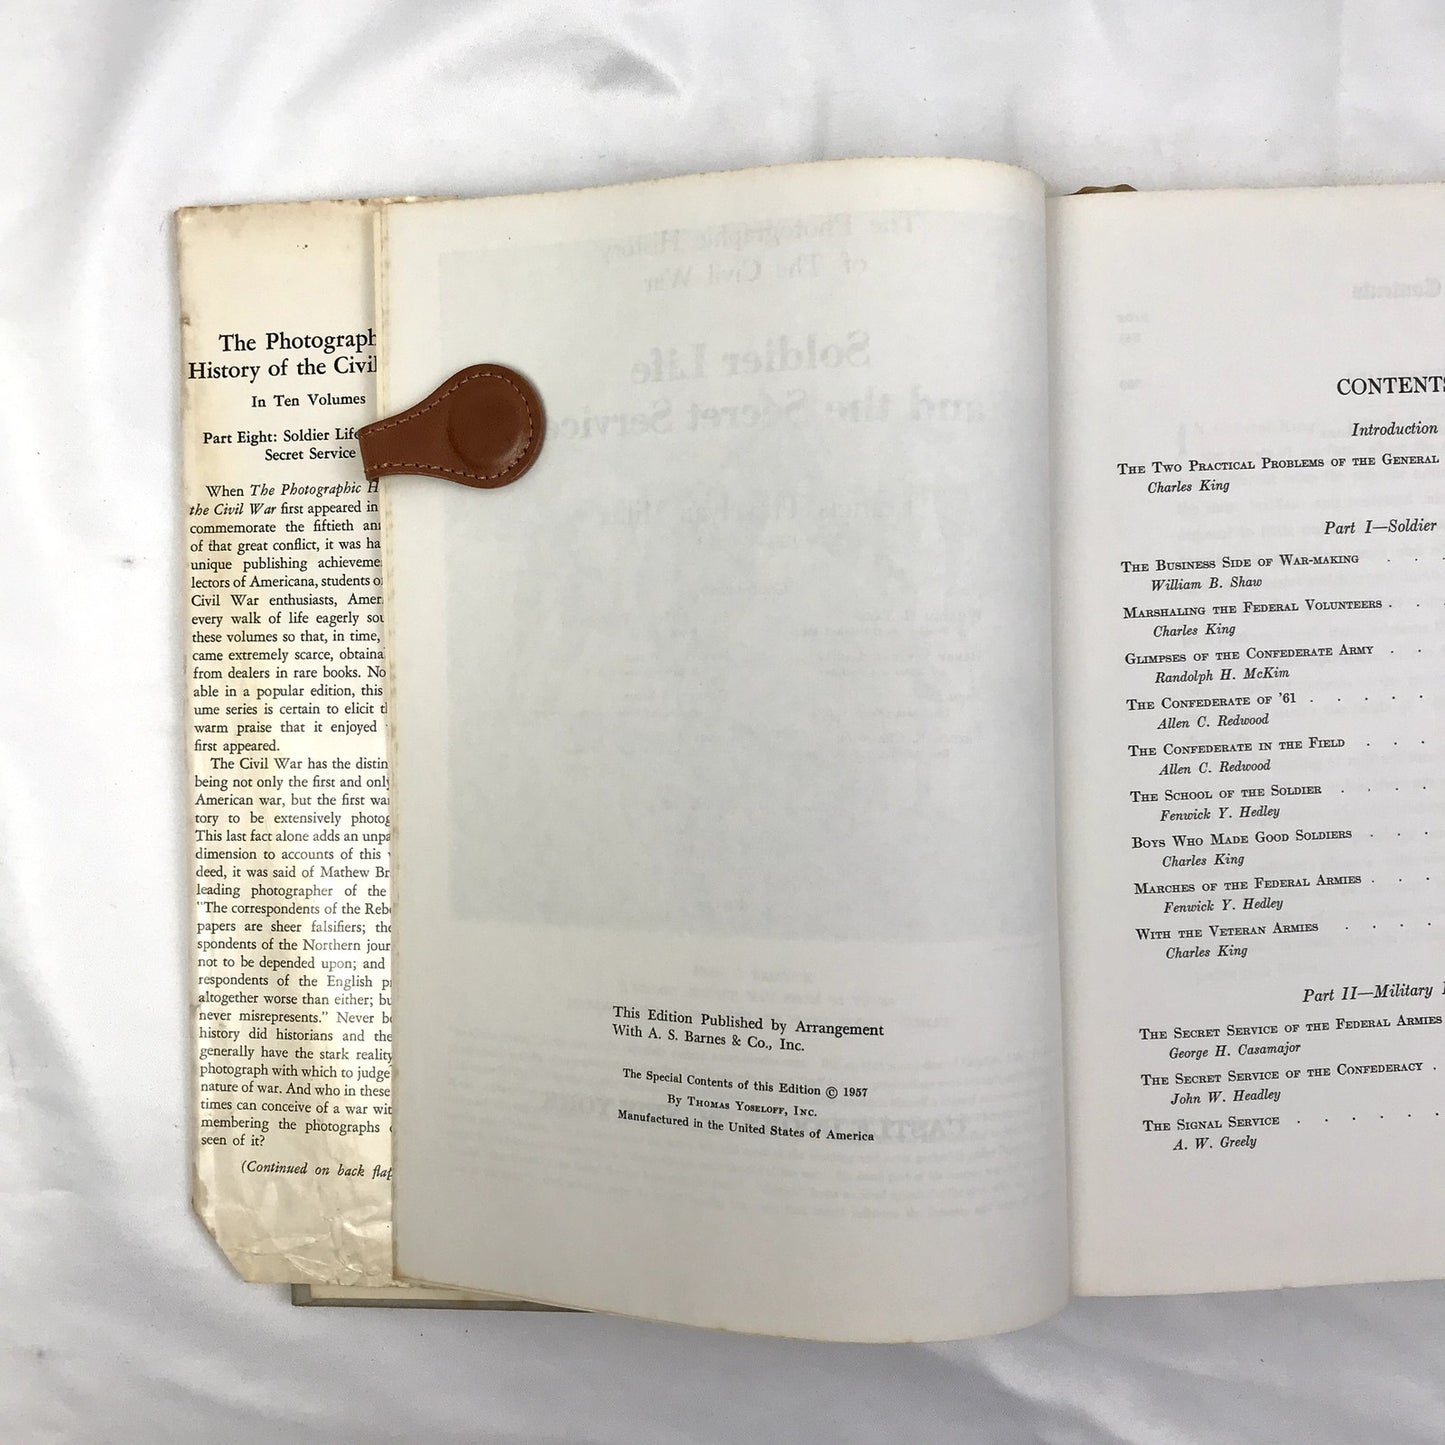 The Photograph
History of the Civil
In Ten Volumes
Part Eight: Soldier Life
Secret Service
When The Photographic H
the Civil War first appeared in
commemorate the fiftieth an
of that great conflict, it was ha
unique publishing achieveme
lectors of Americana, students o
Civil War enthusiasts, Amer
every walk of life eagerly sou
these volumes so that, in time,
came extremely scarce, obtaina
from dealers in rare books. No
able in a popular edition, this
ume series is certain to elicit t
warm praise that it enjoyed
first appeared.
The Civil War has the distin
being not only the first and only
American war, but the first wa
tory to be extensively photog
This last fact alone adds an unpa
dimension to accounts of this
deed, it was said of Mathew Br
leading photographer of the
"The correspondents of the Reb
papers are sheer falsifiers; the
spondents of the Northern jour
not to be depended upon; and
respondents of the English p
altogether worse than either; bu
never misrepresents." Never b
history did historians and the
generally have the stark reality
photograph with which to judge
nature of war. And who in these
times can conceive of a war wit
membering the photographs
seen of it?
(Continued on back flap
The Photographic History
of The Civil War
Soldier Life
and the Secret Service
This Edition Published by Arrangement
With A. S. Barnes & Co., Inc.
The Special Contents of this Edition © 1957
By Thomas Yoseloff, Inc.
Manufactured in the United States of America
Contents
CONTENTS
Introduction
The Two Practical Problems of the General
Charles King
Part I—Soldier
The Business Side of War-making . .
William B. Shaw
Marshaling the Federal Volunteers . .
Charles King
Glimpses of the Confederate Army . .
Randolph H. McKim
The Confederate of '61 . . . . .
Allen C. Redwood
The Confederate in the Field . . .
Allen C. Redwood
The School of the Soldier . . . .
Fenwick Y. Hedley
Boys Who Made Good Soldiers . . .
Charles King
Marches of the Federal Armies . . .
Fenwick Y. Hedley
With the Veteran Armies . . . .
Charles King
Part II—Military
The Secret Service of the Federal Armies
George H. Casamajor
The Secret Service of the Confederacy .
John W. Headley
The Signal Service . . . . .
A. W. Greely